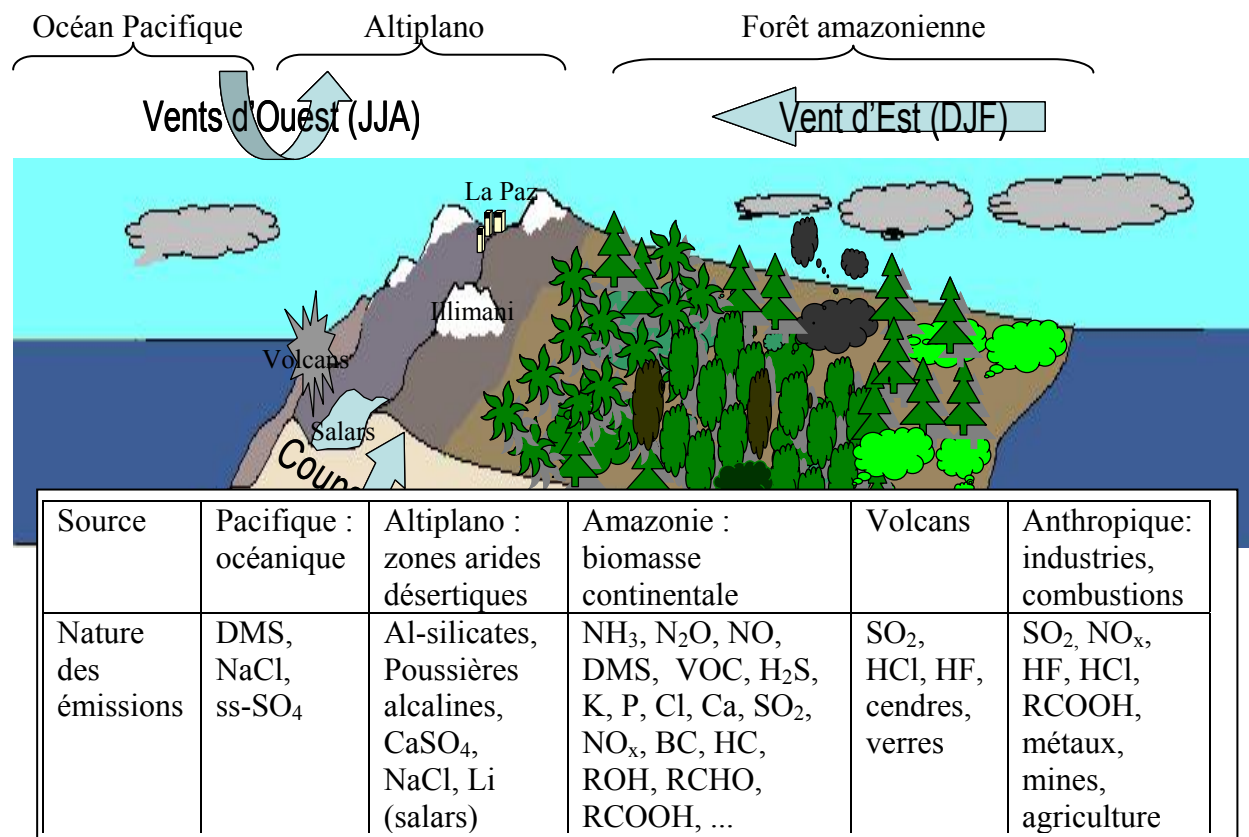 Océan Pacifique Altiplano Forêt amazonienne
Vents d'Ouest (JJA) Vent d'Est (DJF)
La Paz
Illimani
Volcans
Salars
Source
Pacifique :
océanique
Altiplano :
zones arides
désertiques
Amazonie :
biomasse
continentale
Volcans
Anthropique:
industries,
combustions
Nature
des
émissions
DMS,
NaCl,
ss-SO₄
Al-silicates,
Poussières
alcalines,
CaSO₄,
NaCl, Li
(salars)
NH₃, N₂O, NO,
DMS, VOC, H₂S,
K, P, Cl, Ca, SO₂,
NOₓ, BC, HC,
ROH, RCHO,
RCOOH, ...
SO₂,
HCl, HF,
cendres,
verres
SO₂, NOₓ,
HF, HCl,
RCOOH,
métaux,
mines,
agriculture